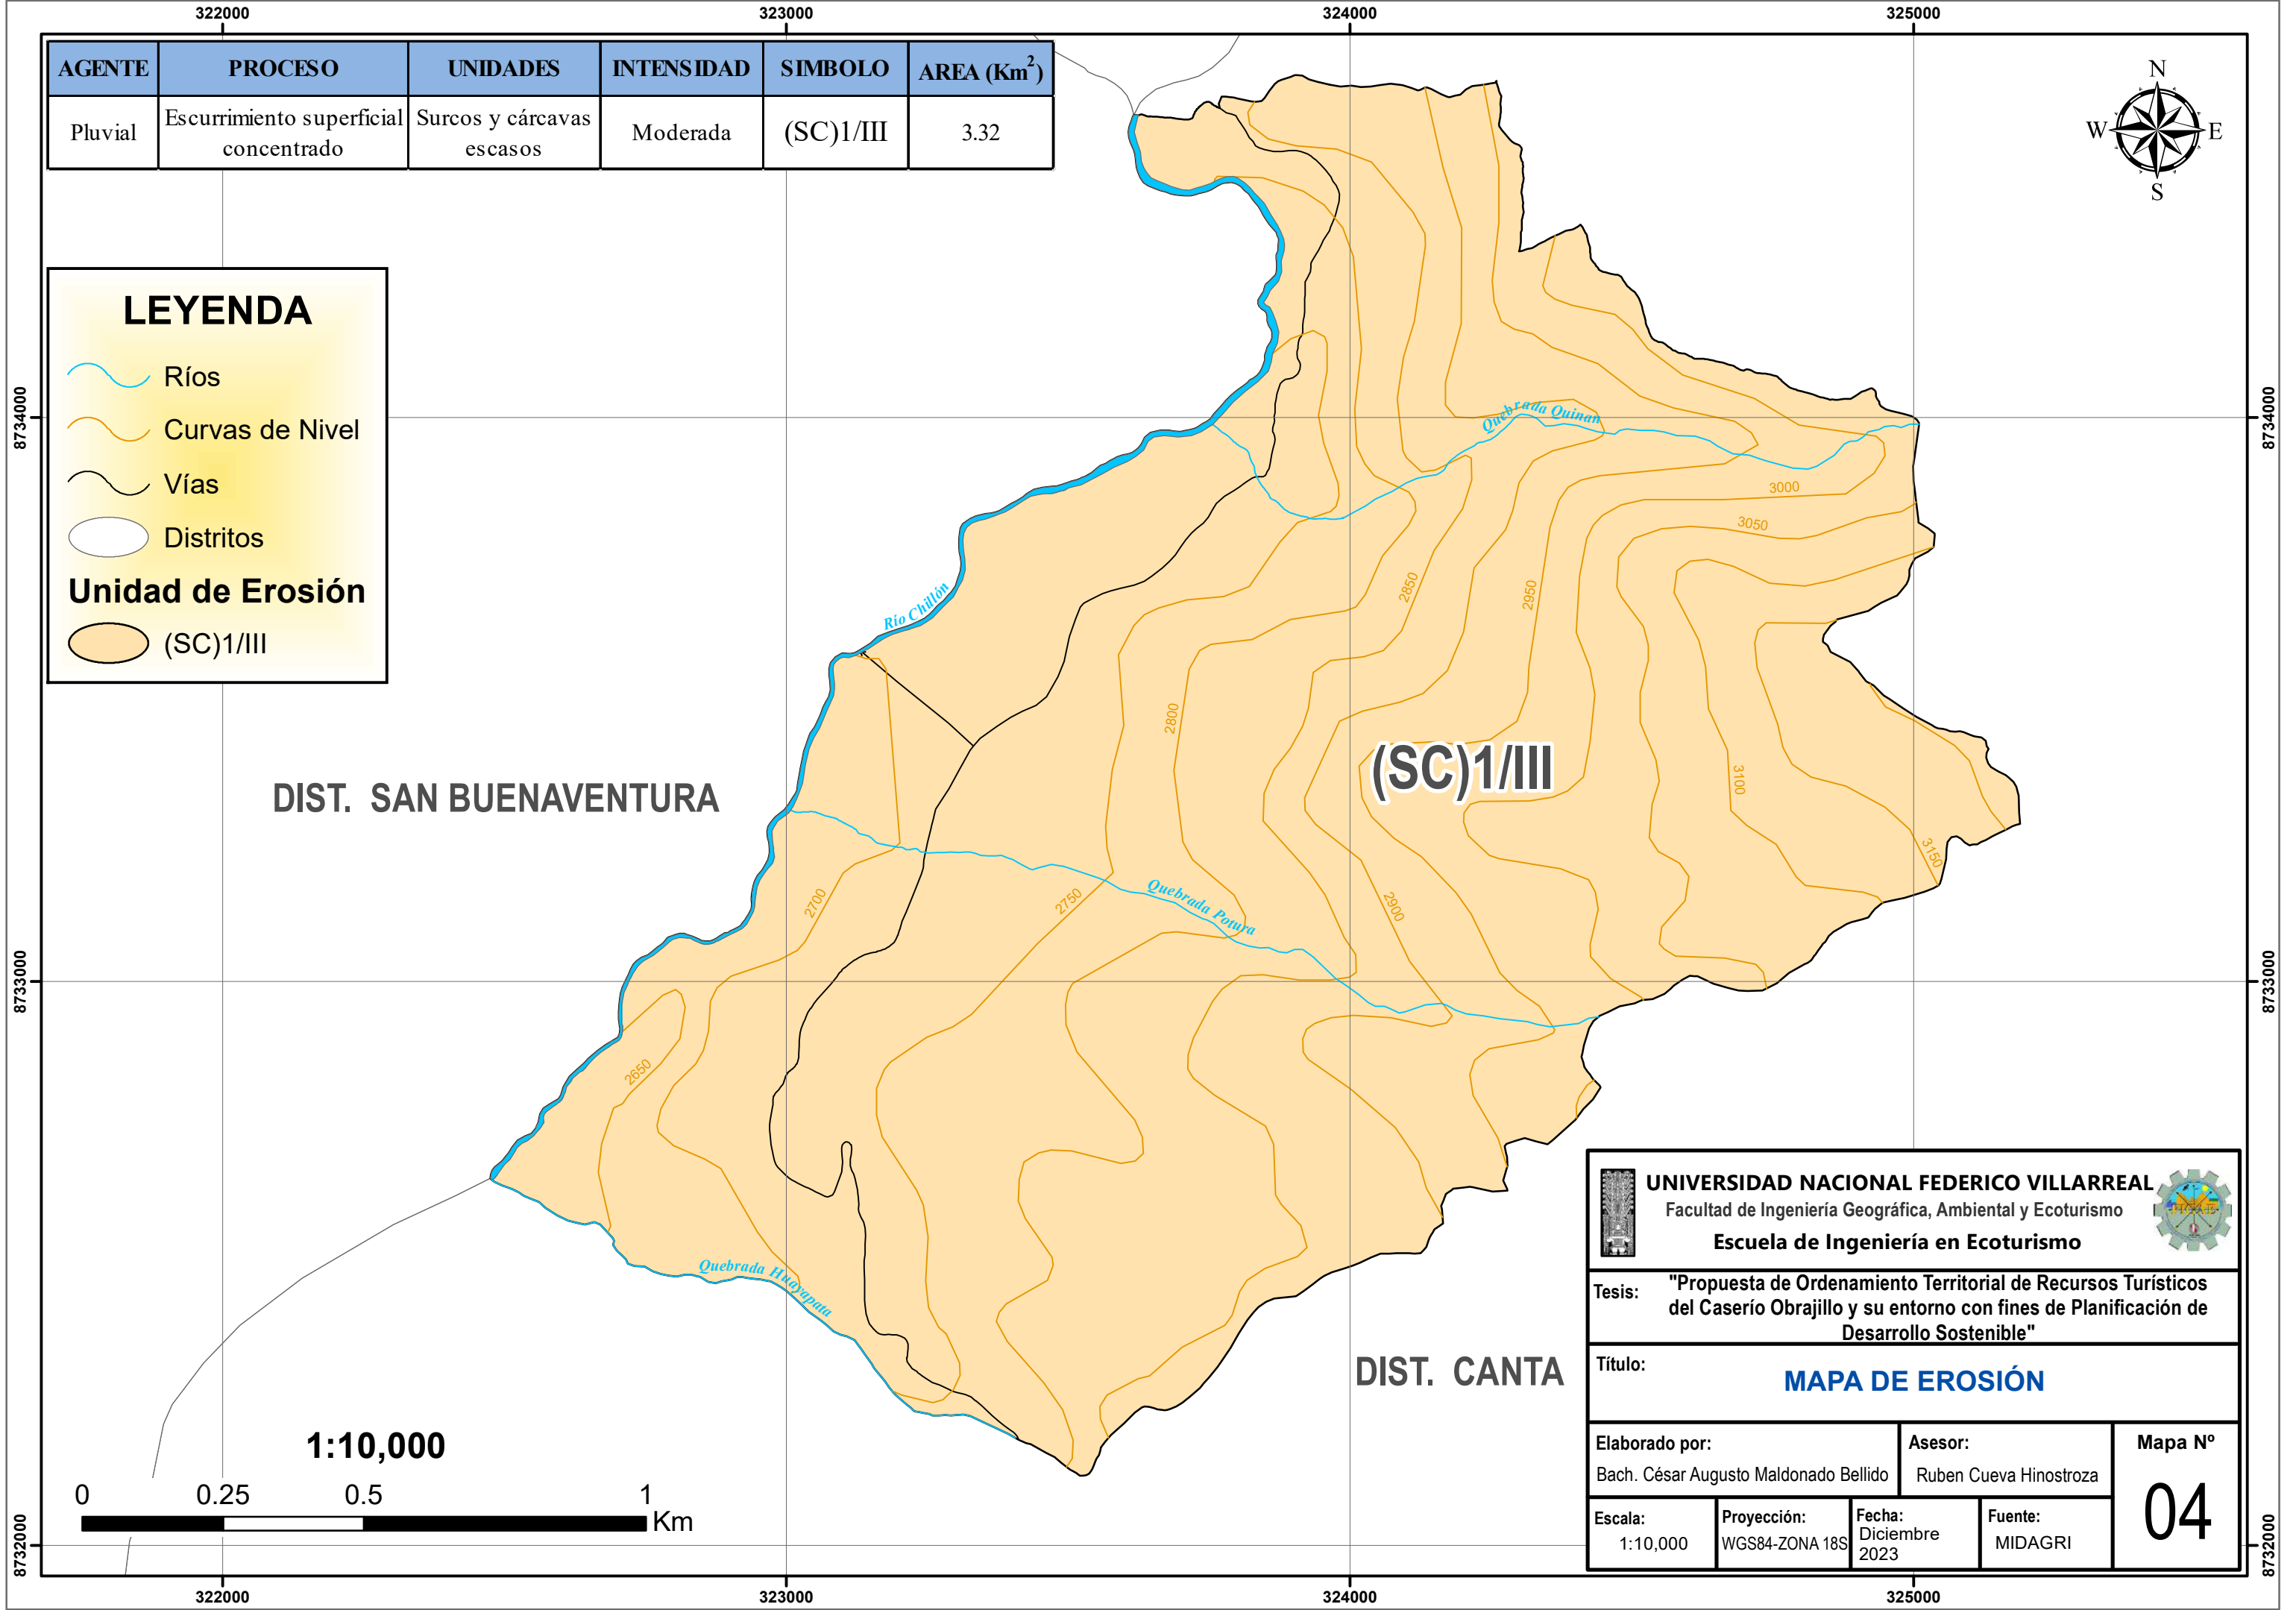 322000 323000 324000 325000
AGENTE PROCESO UNIDADES INTENSIDAD SIMBOLO AREA (Km²)
Pluvial Escurrimiento superficial concentrado Surcos y cárcavas escasos Moderada (SC)1/III 3.32
N
W E
S
LEYENDA
Ríos
Curvas de Nivel
Vías
Distritos
Unidad de Erosión
(SC)1/III
8734000 8734000
Quebrada Quinan
3000
3050
2850
2950
Río Chillón
2800
(SC)1/III
3100
DIST. SAN BUENAVENTURA
3150
2700
2750
Quebrada Potura
2900
8733000 8733000
2650
Quebrada Huayapata
DIST. CANTA
1:10,000
0 0.25 0.5 1
Km
UNIVERSIDAD NACIONAL FEDERICO VILLARREAL
Facultad de Ingeniería Geográfica, Ambiental y Ecoturismo
Escuela de Ingeniería en Ecoturismo
Tesis: "Propuesta de Ordenamiento Territorial de Recursos Turísticos
del Caserío Obrajillo y su entorno con fines de Planificación de
Desarrollo Sostenible"
Título:
MAPA DE EROSIÓN
Elaborado por:
Bach. César Augusto Maldonado Bellido
Asesor:
Ruben Cueva Hinostroza
Mapa Nº
04
Escala:
1:10,000
Proyección:
WGS84-ZONA 18S
Fecha:
Diciembre
2023
Fuente:
MIDAGRI
8732000 8732000
322000 323000 324000 325000